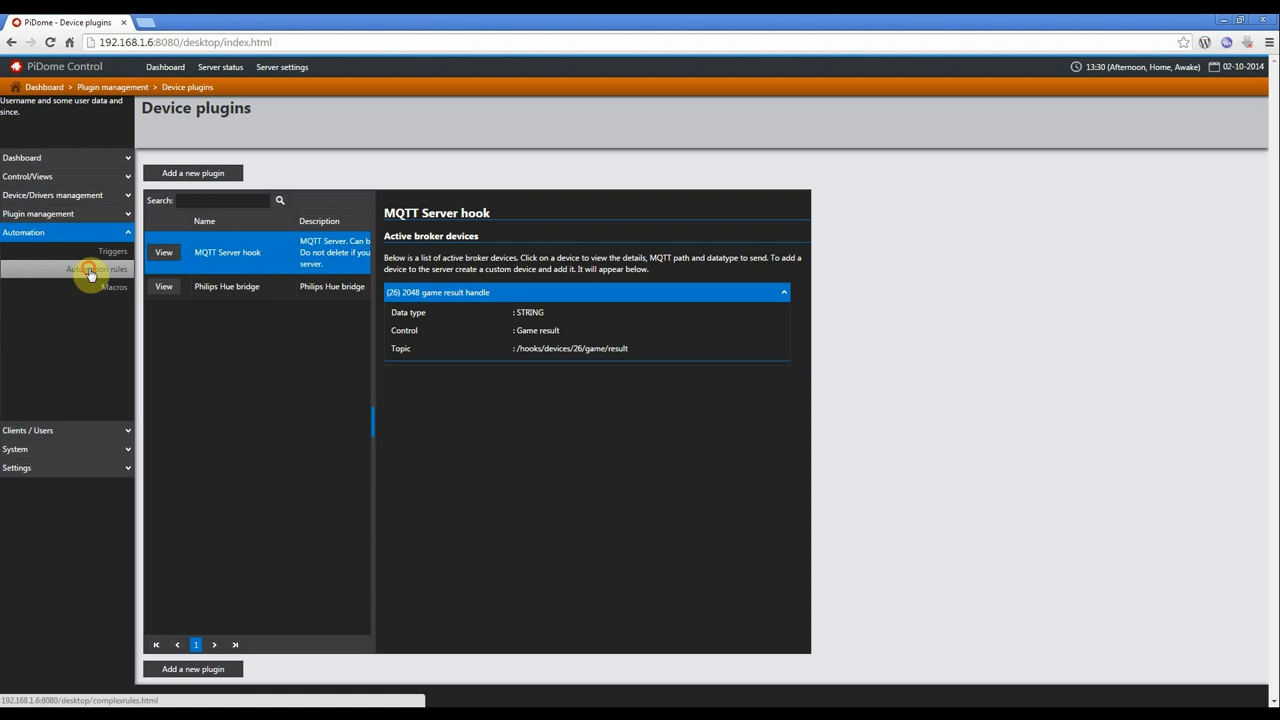 PiDome - Device plugins
192.168.1.6:8080/desktop/index.html
PiDome Control
Dashboard
Server status
Server settings
13:30 (Afternoon, Home, Awake)
02-10-2014
Dashboard > Plugin management > Device plugins
Username and some user data and
since.
Dashboard
Control/Views
Device/Drivers management
Plugin management
Automation
Triggers
Automation rules
Macros
Clients / Users
System
Settings
Device plugins
Add a new plugin
Search:
Name
Description
View
MQTT Server hook
MQTT Server. Can b
Do not delete if you
server.
View
Philips Hue bridge
Philips Hue bridge
1
Add a new plugin
MQTT Server hook
Active broker devices
Below is a list of active broker devices. Click on a device to view the details, MQTT path and datatype to send. To add a
device to the server create a custom device and add it. It will appear below.
(26) 2048 game result handle
Data type : STRING
Control : Game result
Topic : /hooks/devices/26/game/result
192.168.1.6:8080/desktop/complexrules.html